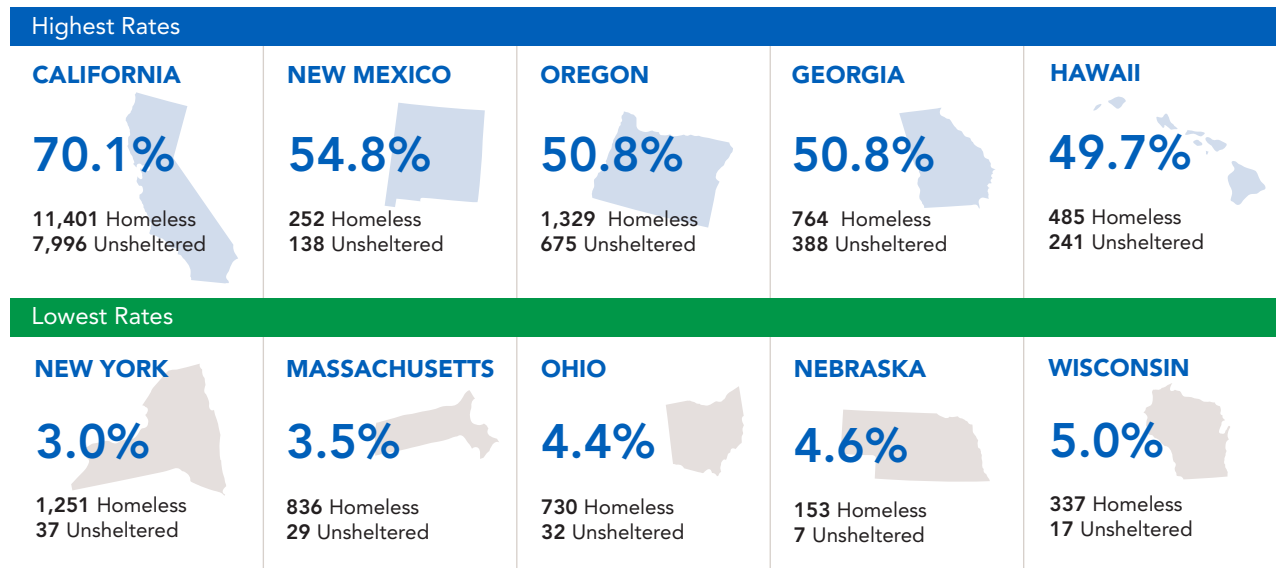 Highest Rates
CALIFORNIA
70.1%
11,401 Homeless
7,996 Unsheltered
NEW MEXICO
54.8%
252 Homeless
138 Unsheltered
OREGON
50.8%
1,329 Homeless
675 Unsheltered
GEORGIA
50.8%
764 Homeless
388 Unsheltered
HAWAII
49.7%
485 Homeless
241 Unsheltered
Lowest Rates
NEW YORK
3.0%
1,251 Homeless
37 Unsheltered
MASSACHUSETTS
3.5%
836 Homeless
29 Unsheltered
OHIO
4.4%
730 Homeless
32 Unsheltered
NEBRASKA
4.6%
153 Homeless
7 Unsheltered
WISCONSIN
5.0%
337 Homeless
17 Unsheltered